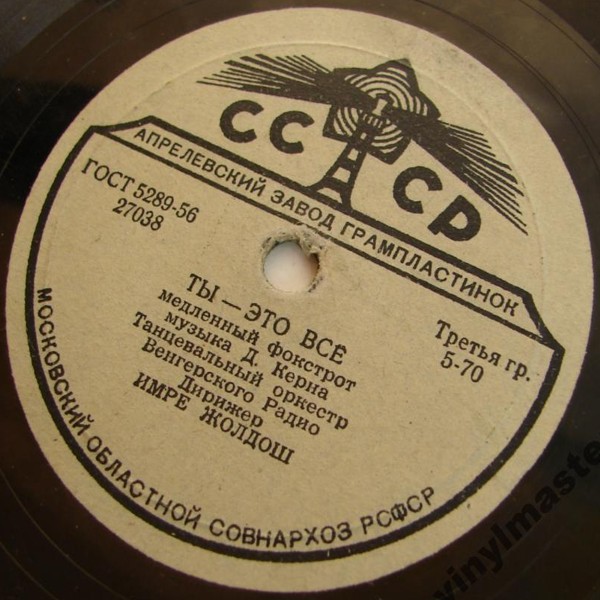 СССР
АПРЕЛЕВСКИЙ ЗАВОД ГРАМПЛАСТИНОК
ГОСТ 5289-56
27038
Третья гр.
5-70
ТЫ — ЭТО ВСЁ
медленный фокстрот
музыка Д. Керна
Танцевальный оркестр
Венгерского Радио
Дирижер
ИМРЕ ЖОЛДОШ
МОСКОВСКИЙ ОБЛАСТНОЙ СОВНАРХОЗ РСФСР
vinylmaste